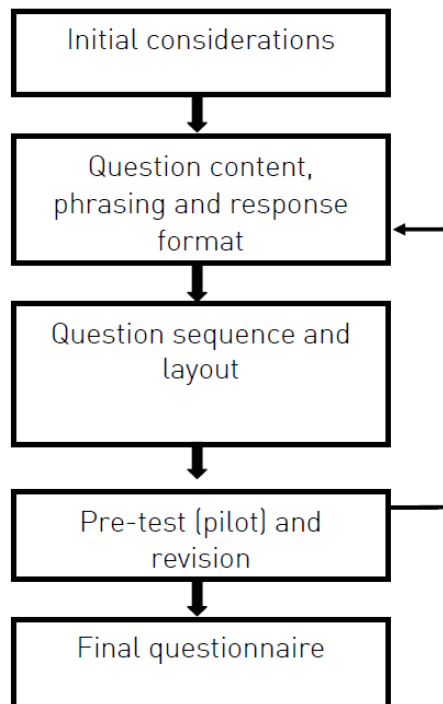 Initial considerations
Question content,
phrasing and response
format
Question sequence and
layout
Pre-test (pilot) and
revision
Final questionnaire